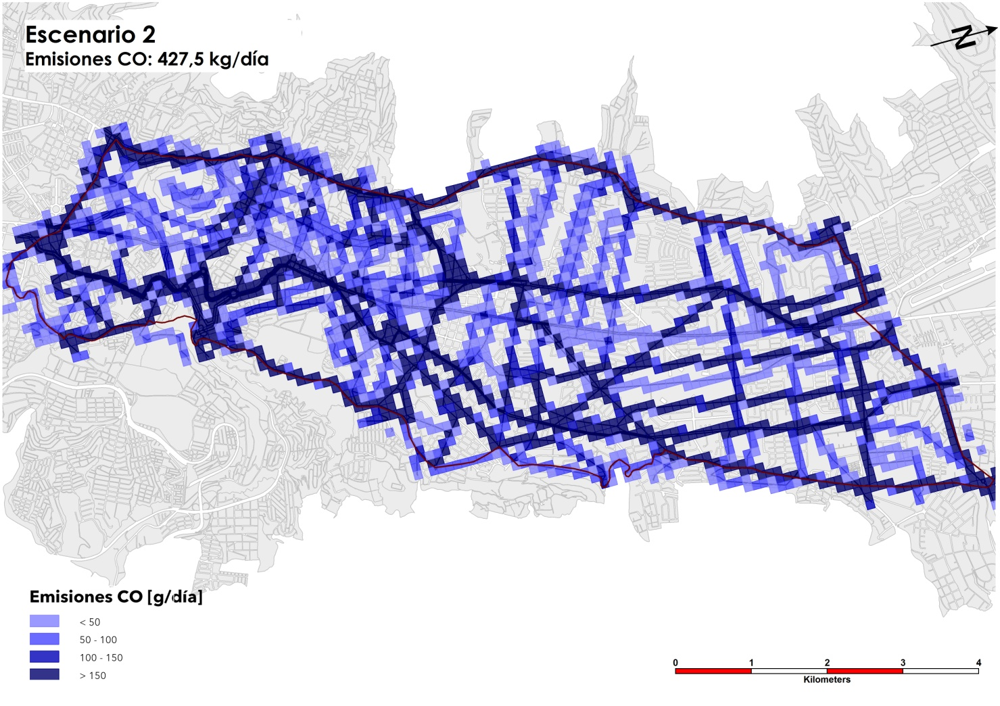 Escenario 2
Emisiones CO: 427,5 kg/día
N
Emisiones CO [g/día]
< 50
50 - 100
100 - 150
> 150
0 1 2 3 4
Kilometers